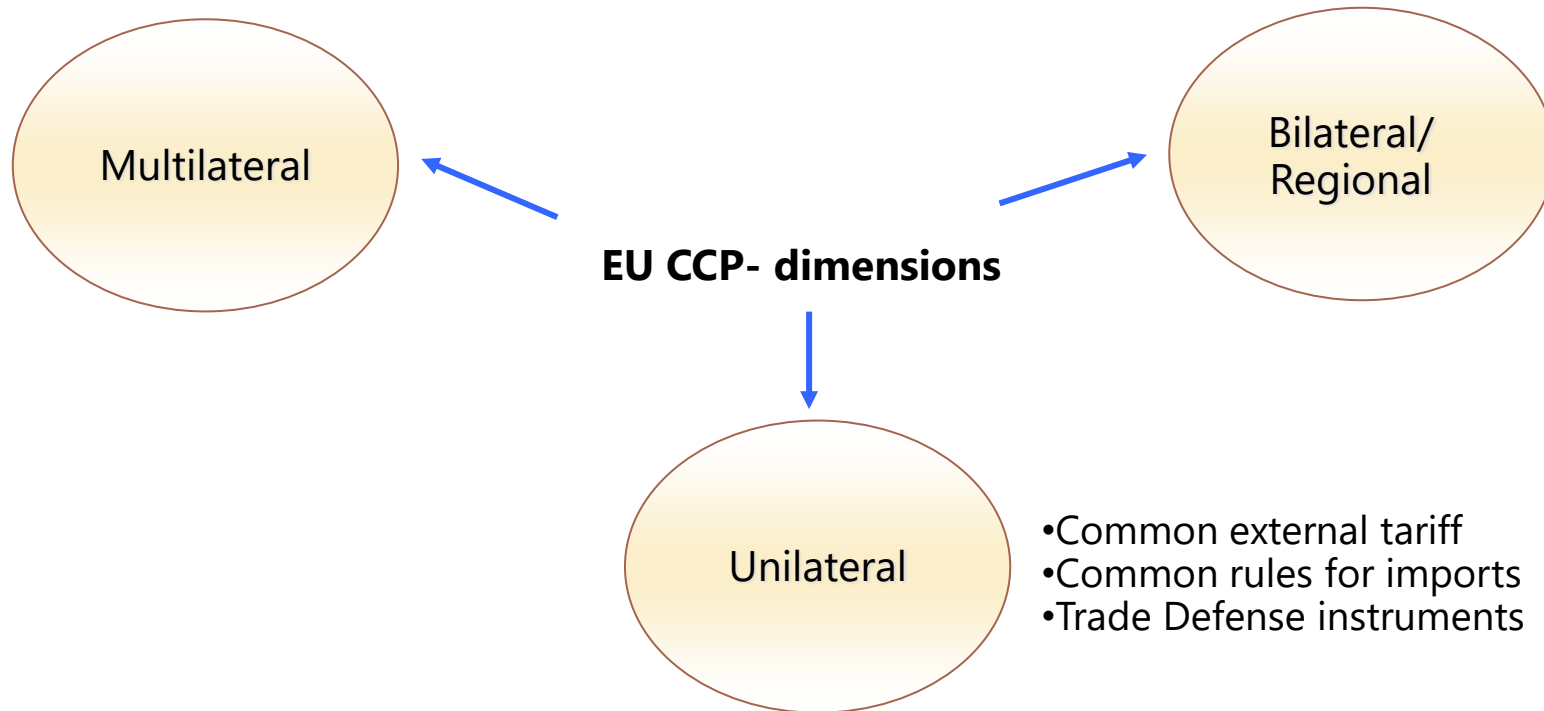 Multilateral
Bilateral/
Regional
EU CCP- dimensions
Unilateral
•Common external tariff
•Common rules for imports
•Trade Defense instruments